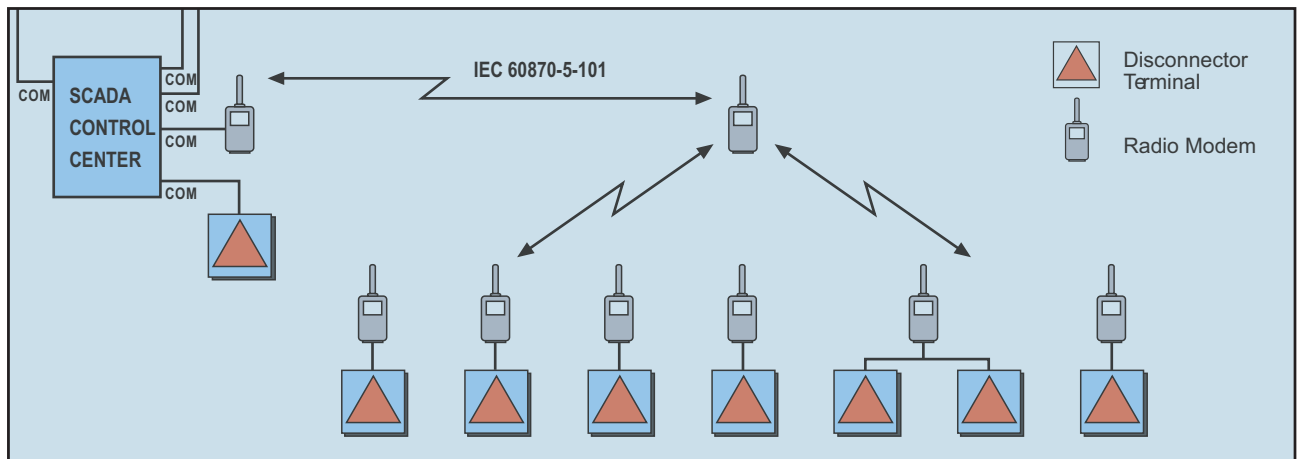 COM
SCADA
CONTROL
CENTER
COM
COM
COM
COM
IEC 60870-5-101
Disconnector
Terminal
Radio Modem